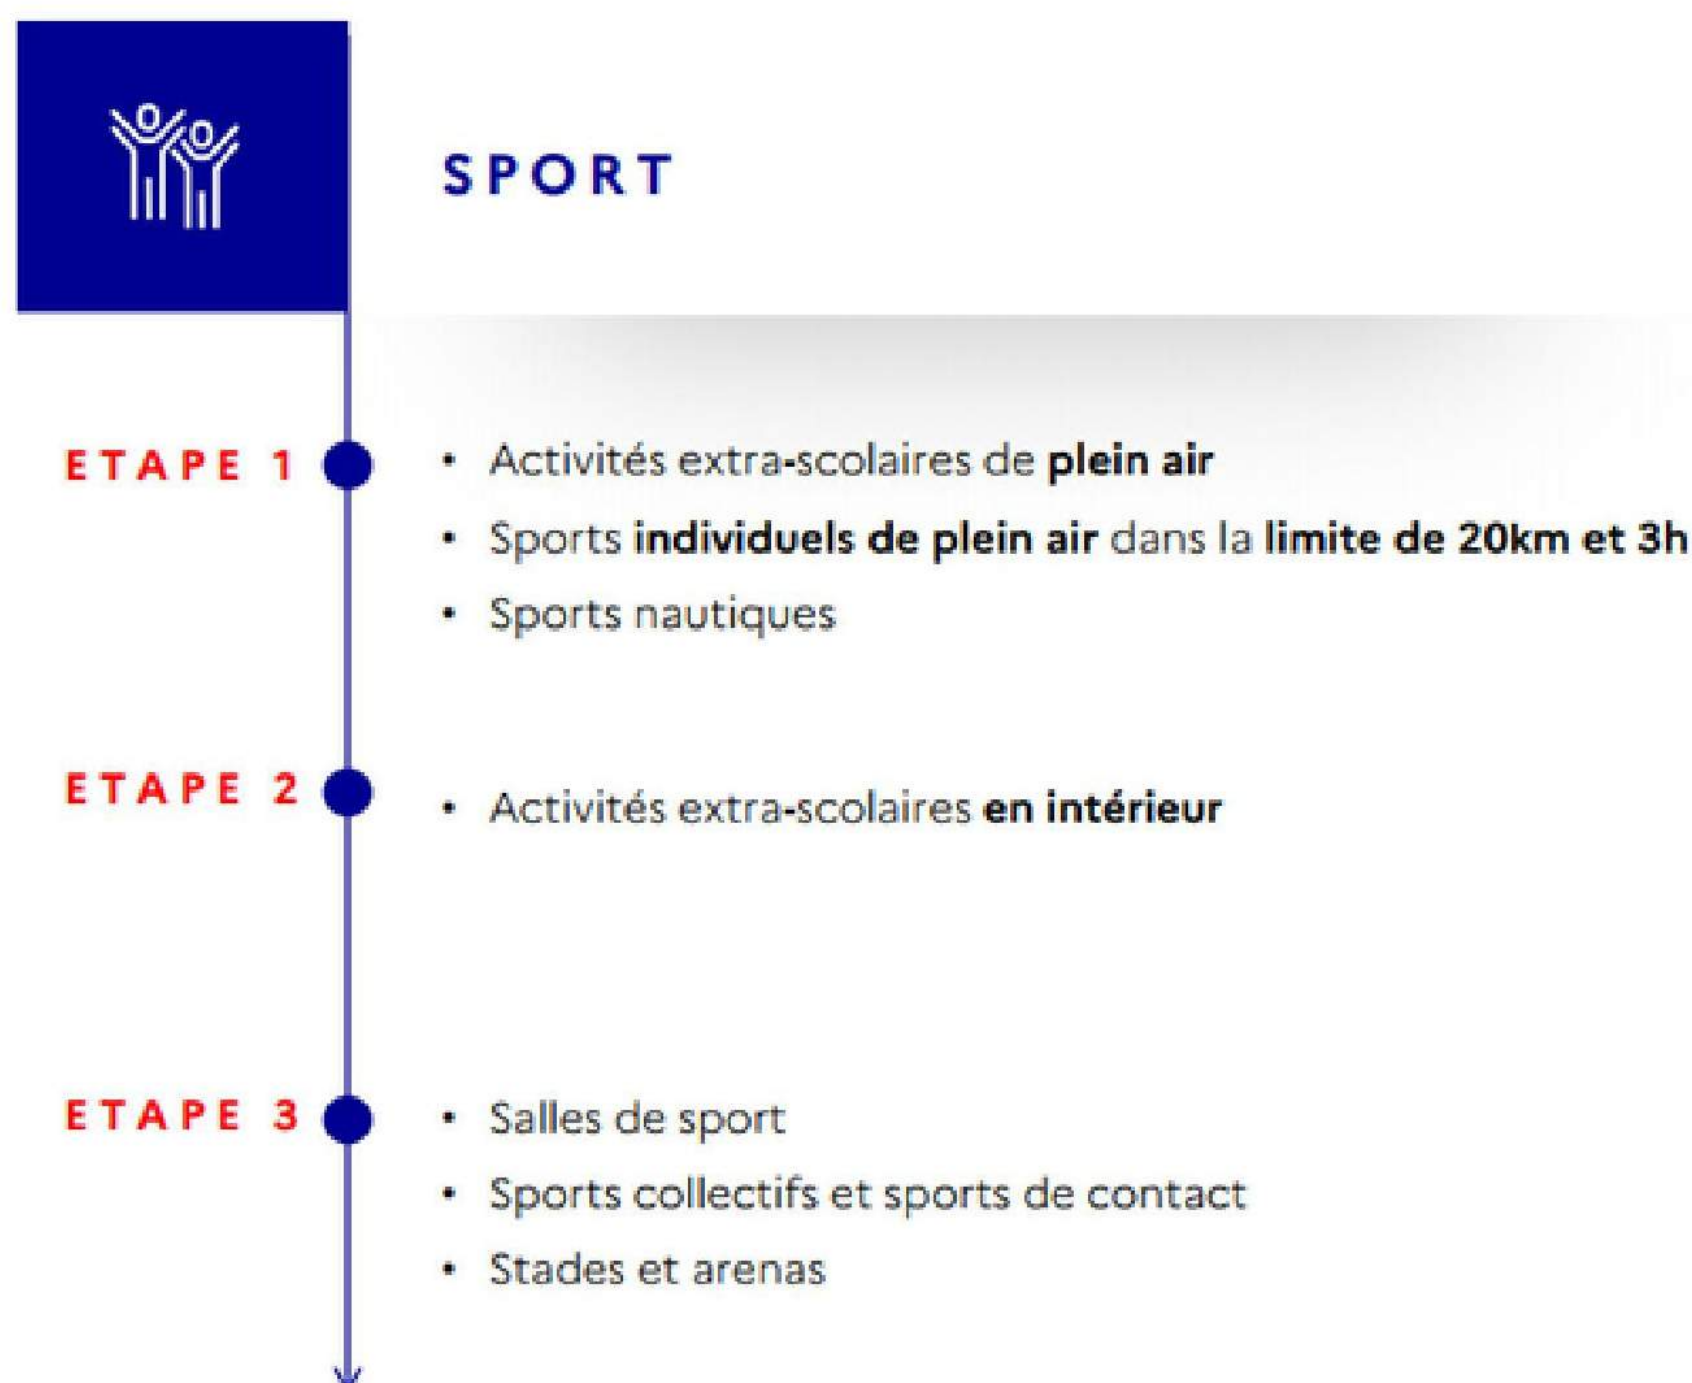 SPORT
ETAPE 1
• Activités extra-scolaires de plein air
• Sports individuels de plein air dans la limite de 20km et 3h
• Sports nautiques
ETAPE 2
• Activités extra-scolaires en intérieur
ETAPE 3
• Salles de sport
• Sports collectifs et sports de contact
• Stades et arenas